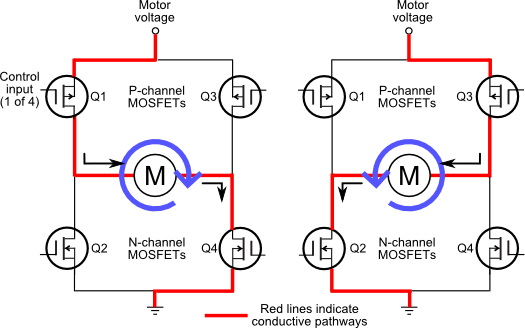 Motor
voltage
Motor
voltage
Control
input
(1 of 4)
Q1
P-channel
MOSFETs
Q3
Q1
P-channel
MOSFETs
Q3
M
M
Q2
N-channel
MOSFETs
Q4
Q2
N-channel
MOSFETs
Q4
Red lines indicate
conductive pathways